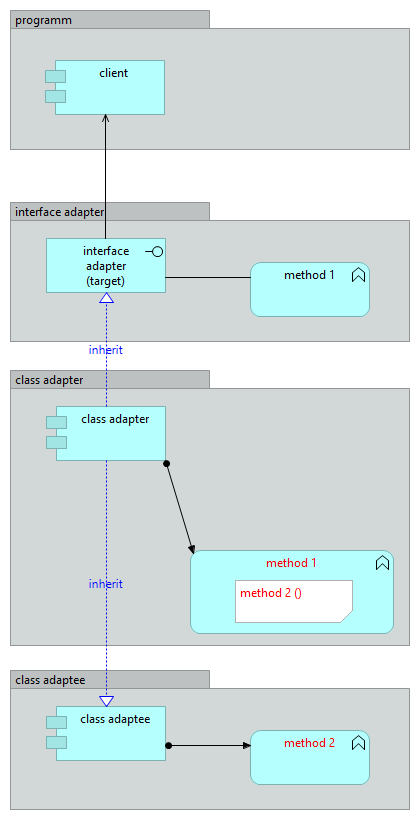 programm
client
interface adapter
interface
adapter
(target)
method 1
inherit
class adapter
class adapter
method 1
method 2 ()
inherit
class adaptee
class adaptee
method 2